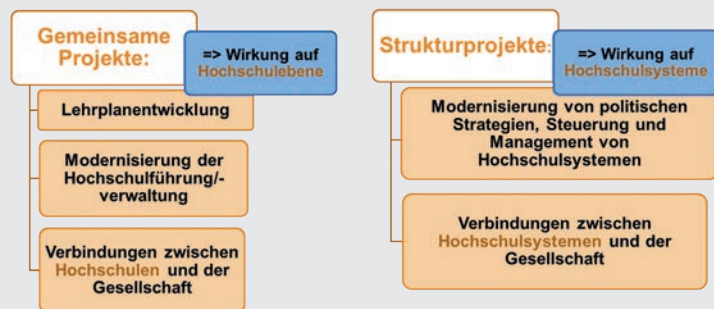 Gemeinsame
Projekte:
=> Wirkung auf
Hochschulebene
Lehrplanentwicklung
Modernisierung der
Hochschulführung/-
verwaltung
Verbindungen zwischen
Hochschulen und der
Gesellschaft
Strukturprojekte:
=> Wirkung auf
Hochschulsysteme
Modernisierung von politischen
Strategien, Steuerung und
Management von
Hochschulsystemen
Verbindungen zwischen
Hochschulsystemen und der
Gesellschaft